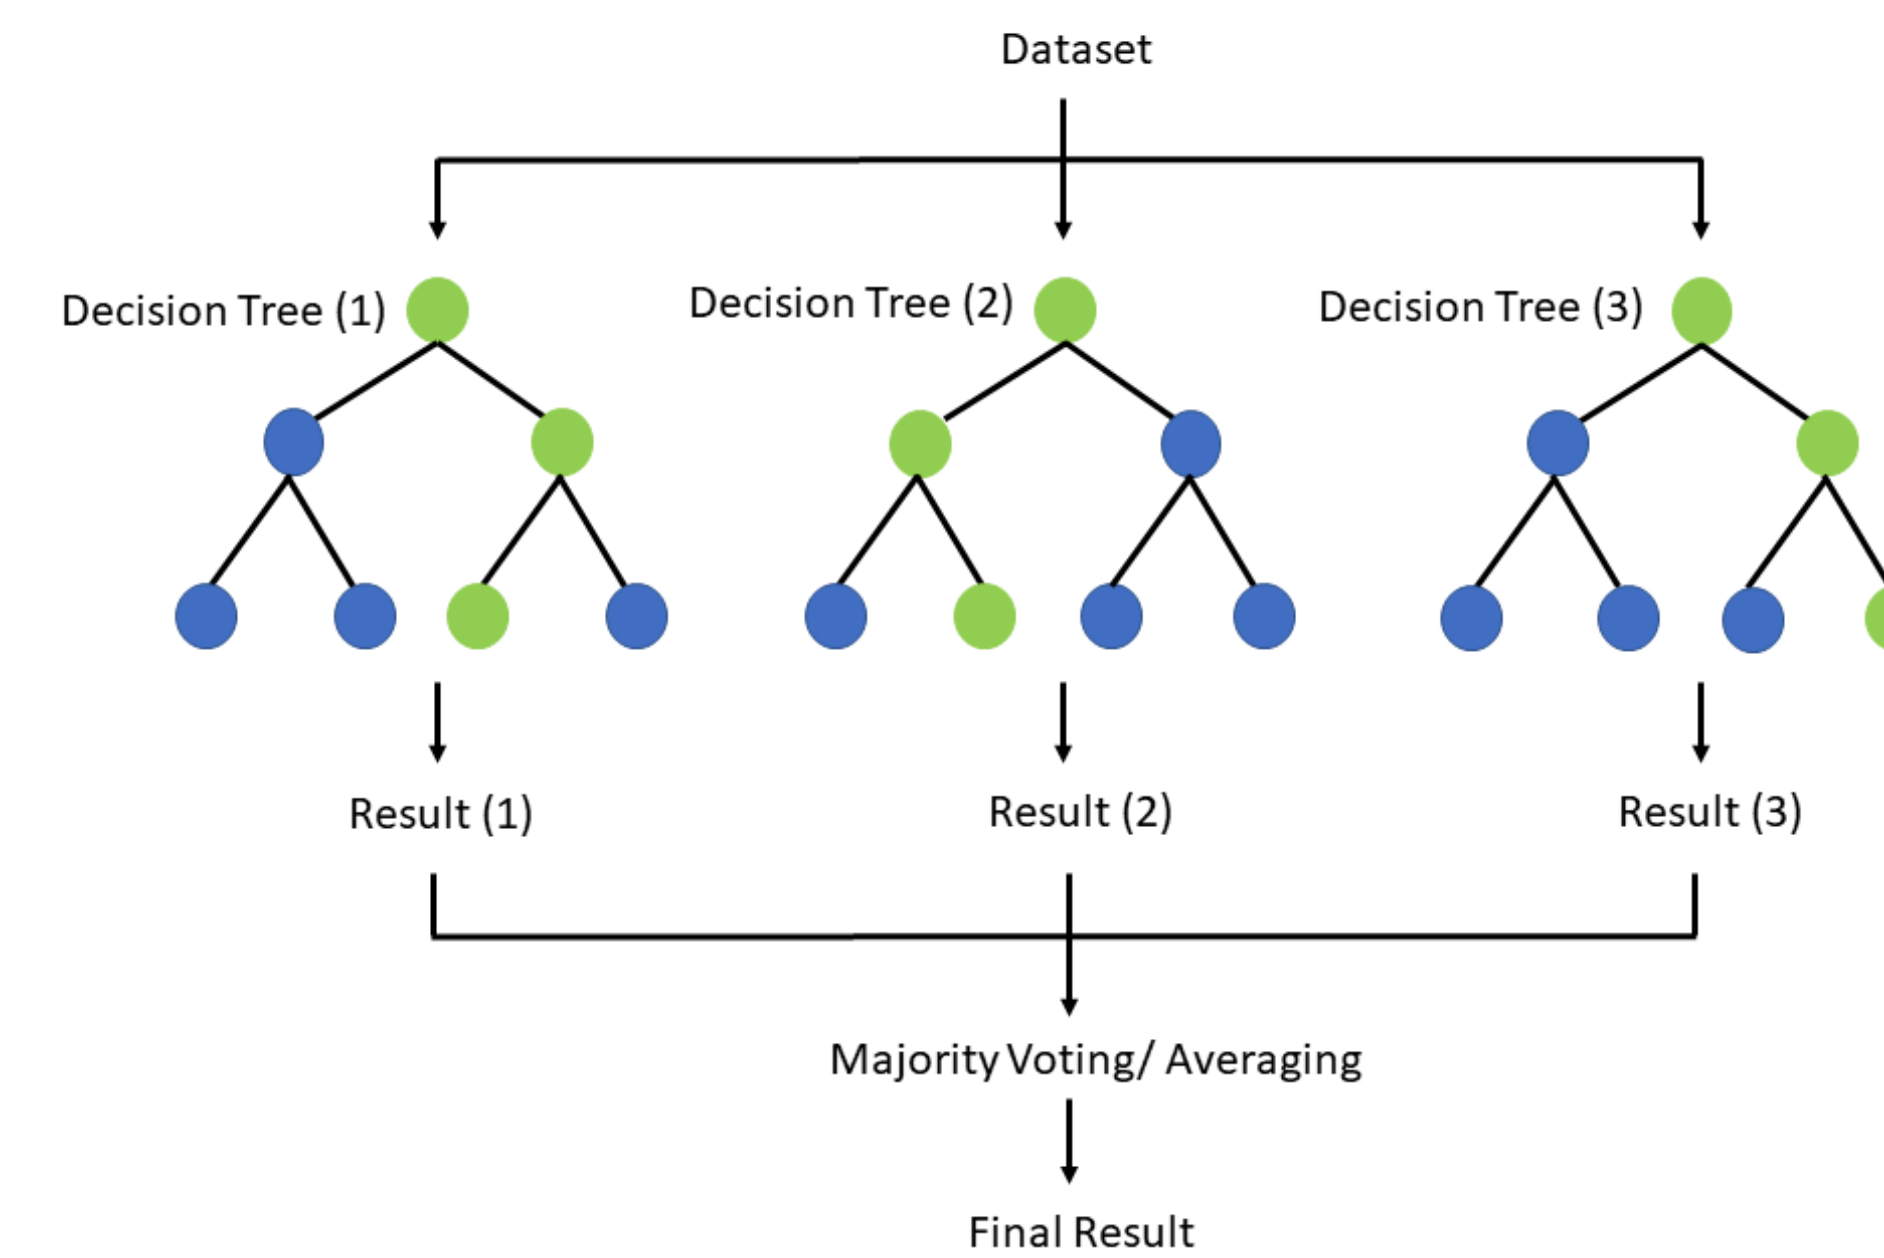 Dataset
Decision Tree (1)
Decision Tree (2)
Decision Tree (3)
Result (1)
Result (2)
Result (3)
Majority Voting/ Averaging
Final Result